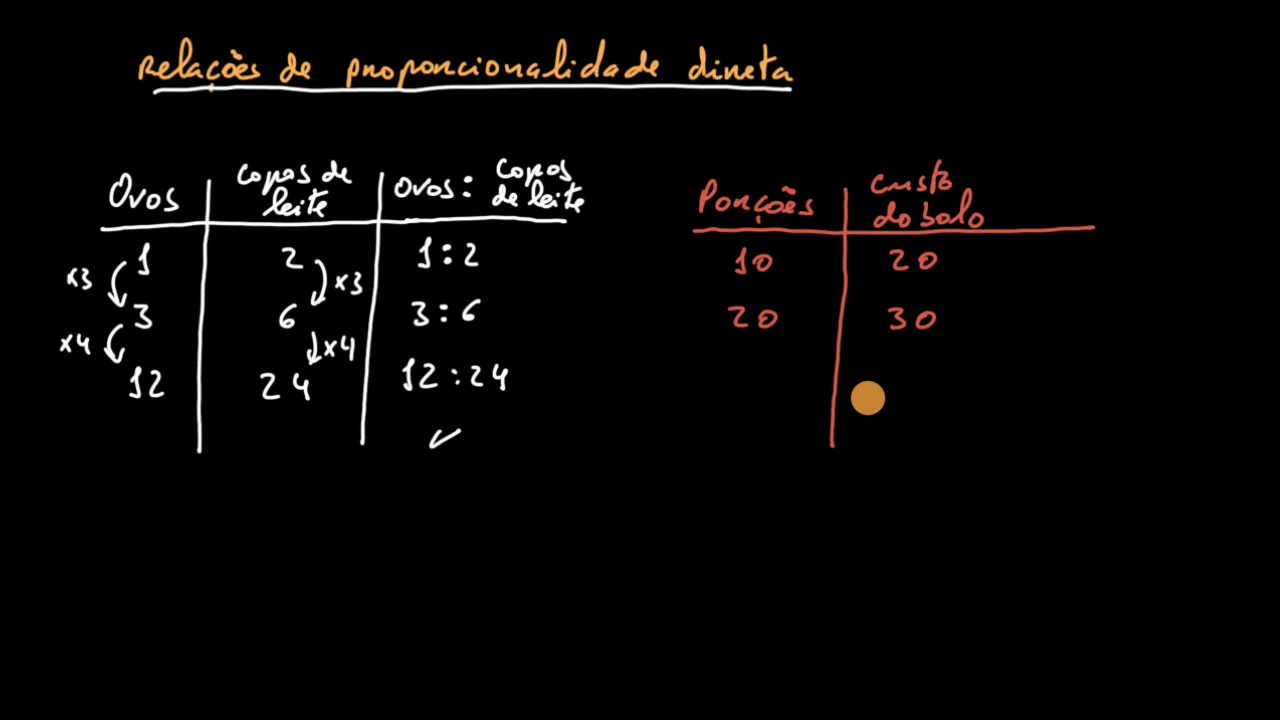 Relações de proporcionalidade direta
Ovos
copos de
leite
Ovos: Copos
de leite
x3
1
2
x3
1:2
3
6
3:6
x4
12
24
x4
12:24
Porções
custo
do bolo
10
20
20
30